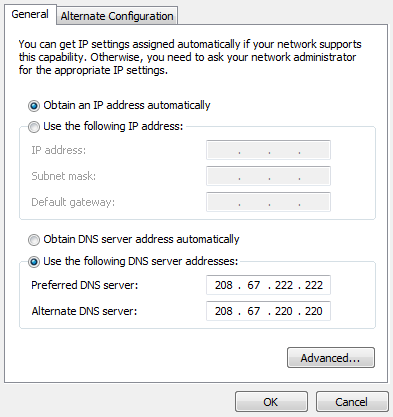 General
Alternate Configuration
You can get IP settings assigned automatically if your network supports
this capability. Otherwise, you need to ask your network administrator
for the appropriate IP settings.
Obtain an IP address automatically
Use the following IP address:
IP address:
. . .
Subnet mask:
. . .
Default gateway:
. . .
Obtain DNS server address automatically
Use the following DNS server addresses:
Preferred DNS server:
208 . 67 . 222 . 222
Alternate DNS server:
208 . 67 . 220 . 220
Advanced...
OK
Cancel